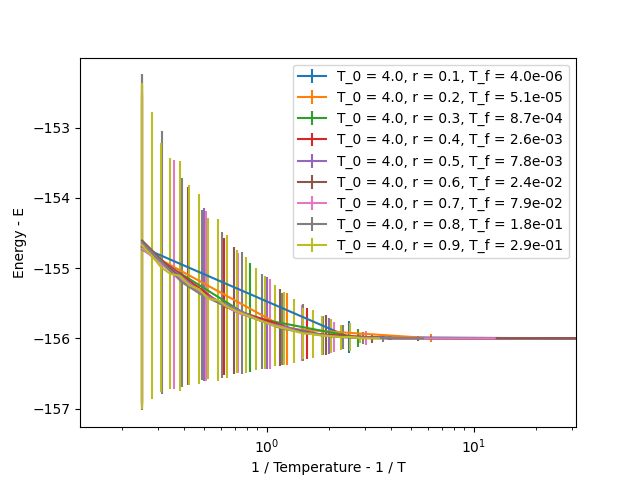 T_0 = 4.0, r = 0.1, T_f = 4.0e-06
T_0 = 4.0, r = 0.2, T_f = 5.1e-05
T_0 = 4.0, r = 0.3, T_f = 8.7e-04
T_0 = 4.0, r = 0.4, T_f = 2.6e-03
T_0 = 4.0, r = 0.5, T_f = 7.8e-03
T_0 = 4.0, r = 0.6, T_f = 2.4e-02
T_0 = 4.0, r = 0.7, T_f = 7.9e-02
T_0 = 4.0, r = 0.8, T_f = 1.8e-01
T_0 = 4.0, r = 0.9, T_f = 2.9e-01
−153
−154
−155
−156
−157
Energy - E
10⁰ 10¹
1 / Temperature - 1 / T